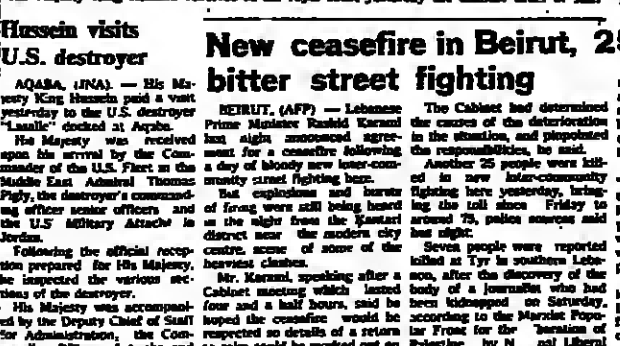 Hussein visits
U.S. destroyer
AQABA, (JNA). — His Ma-
jesty King Hussein paid a visit
yesterday to the U.S. destroyer
"Lasalle" docked at Aqaba.
His Majesty was received
upon his arrival by the Com-
mander of the U.S. Fleet in the
Middle East Admiral Thomas
Pigly, the destroyer's command-
ing officer senior officers and
the U.S Military Attache in
Jordan.
Following the official recep-
tion prepared for His Majesty,
he inspected the various sec-
tions of the destroyer.
His Majesty was accompani-
ed by the Deputy Chief of Staff
for Administration, the Com-
New ceasefire in Beirut, 25
bitter street fighting
BEIRUT, (AFP) — Lebanese
Prime Minister Rashid Karami
last night announced agree-
ment for a ceasefire following
a day of bloody new inter-com-
munity street fighting here.
But explosions and bursts
of firing were still being heard
in the night from the Kantari
district near the modern city
centre, scene of some of the
heaviest clashes.
Mr. Karami, speaking after a
Cabinet meeting which lasted
four and a half hours, said he
hoped the ceasefire would be
respected so details of a return
to calm could be worked out on
The Cabinet had determined
the causes of the deterioration
in the situation, and pinpointed
the responsibilities, he said.
Another 25 people were kill-
ed in new inter-community
fighting here yesterday, bring-
ing the toll since Friday to
around 75, police sources said
last night.
Seven people were reported
killed at Tyr in southern Leba-
non, after the discovery of the
body of a journalist who had
been kidnapped on Saturday,
according to the Marxist Popu-
lar Front for the
Palestine by Liberal